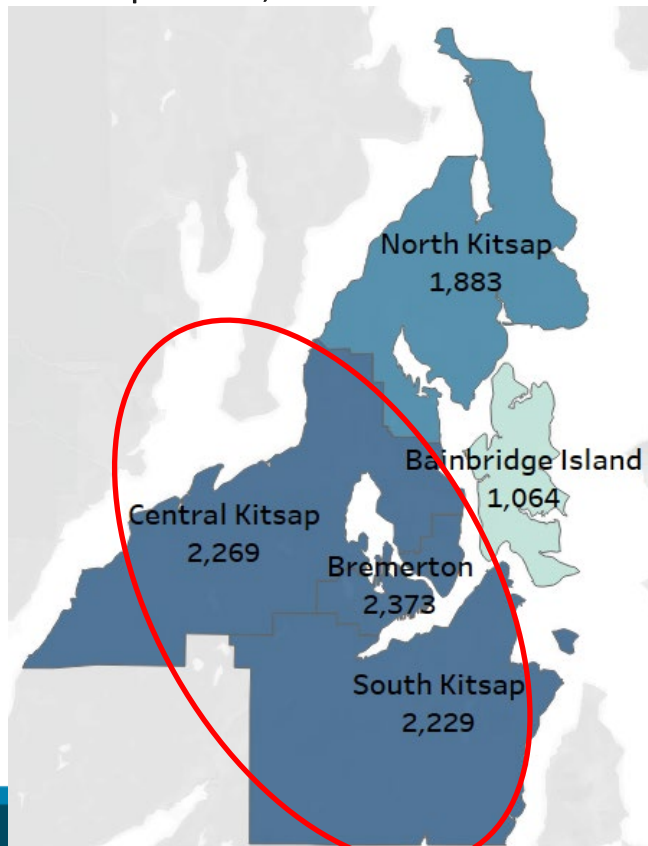 North Kitsap
1,883
Bainbridge Island
1,064
Central Kitsap
2,269
Bremerton
2,373
South Kitsap
2,229